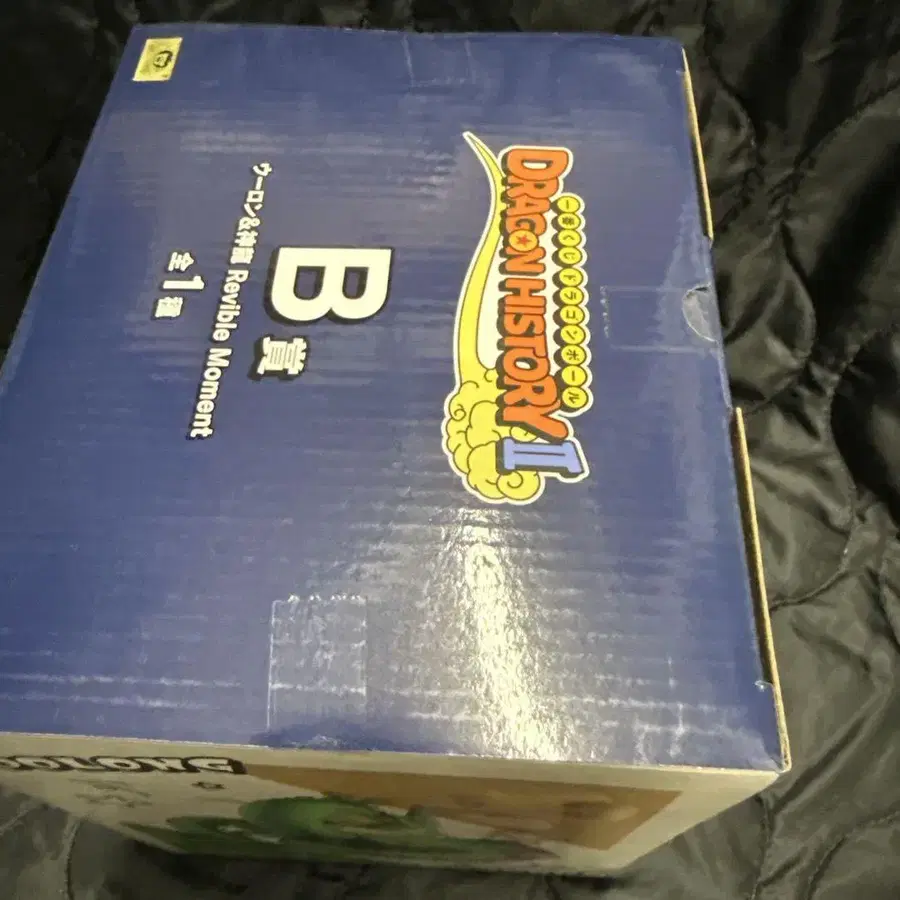 一番くじ ドラゴンボール
DRAGON HISTORY II
B賞
ウーロン&神龍 Revible Moment
全1種